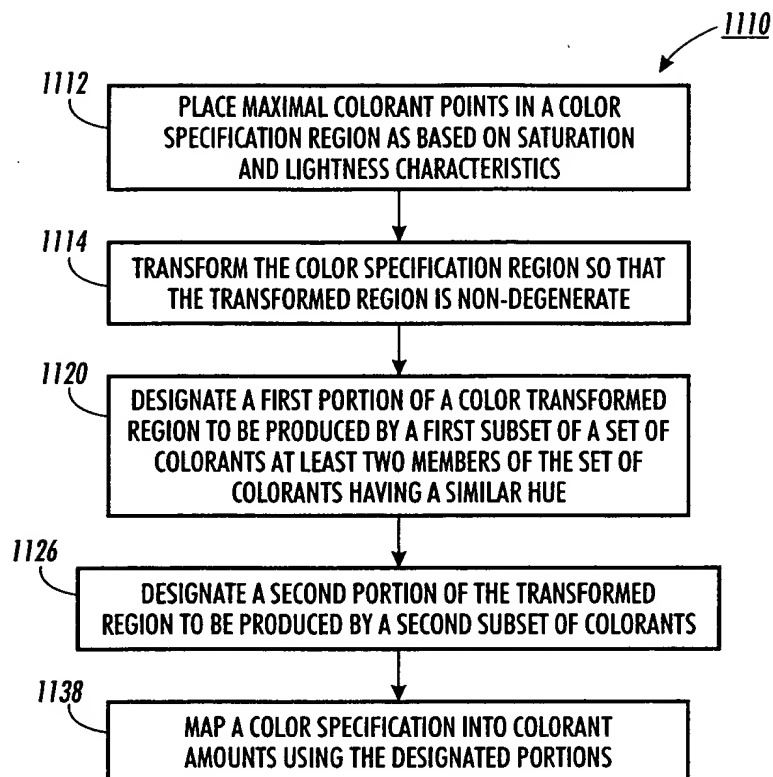 1110
1112
PLACE MAXIMAL COLORANT POINTS IN A COLOR
SPECIFICATION REGION AS BASED ON SATURATION
AND LIGHTNESS CHARACTERISTICS
1114
TRANSFORM THE COLOR SPECIFICATION REGION SO THAT
THE TRANSFORMED REGION IS NON-DEGENERATE
1120
DESIGNATE A FIRST PORTION OF A COLOR TRANSFORMED
REGION TO BE PRODUCED BY A FIRST SUBSET OF A SET OF
COLORANTS AT LEAST TWO MEMBERS OF THE SET OF
COLORANTS HAVING A SIMILAR HUE
1126
DESIGNATE A SECOND PORTION OF THE TRANSFORMED
REGION TO BE PRODUCED BY A SECOND SUBSET OF COLORANTS
1138
MAP A COLOR SPECIFICATION INTO COLORANT
AMOUNTS USING THE DESIGNATED PORTIONS